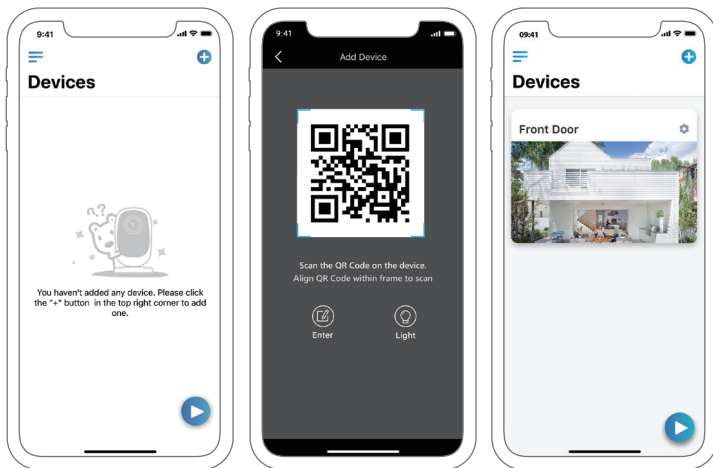 9:41
Devices
You haven't added any device. Please click
the "+" button in the top right corner to add
one.
9:41
Add Device
Scan the QR Code on the device.
Align QR Code within frame to scan
Enter
Light
09:41
Devices
Front Door